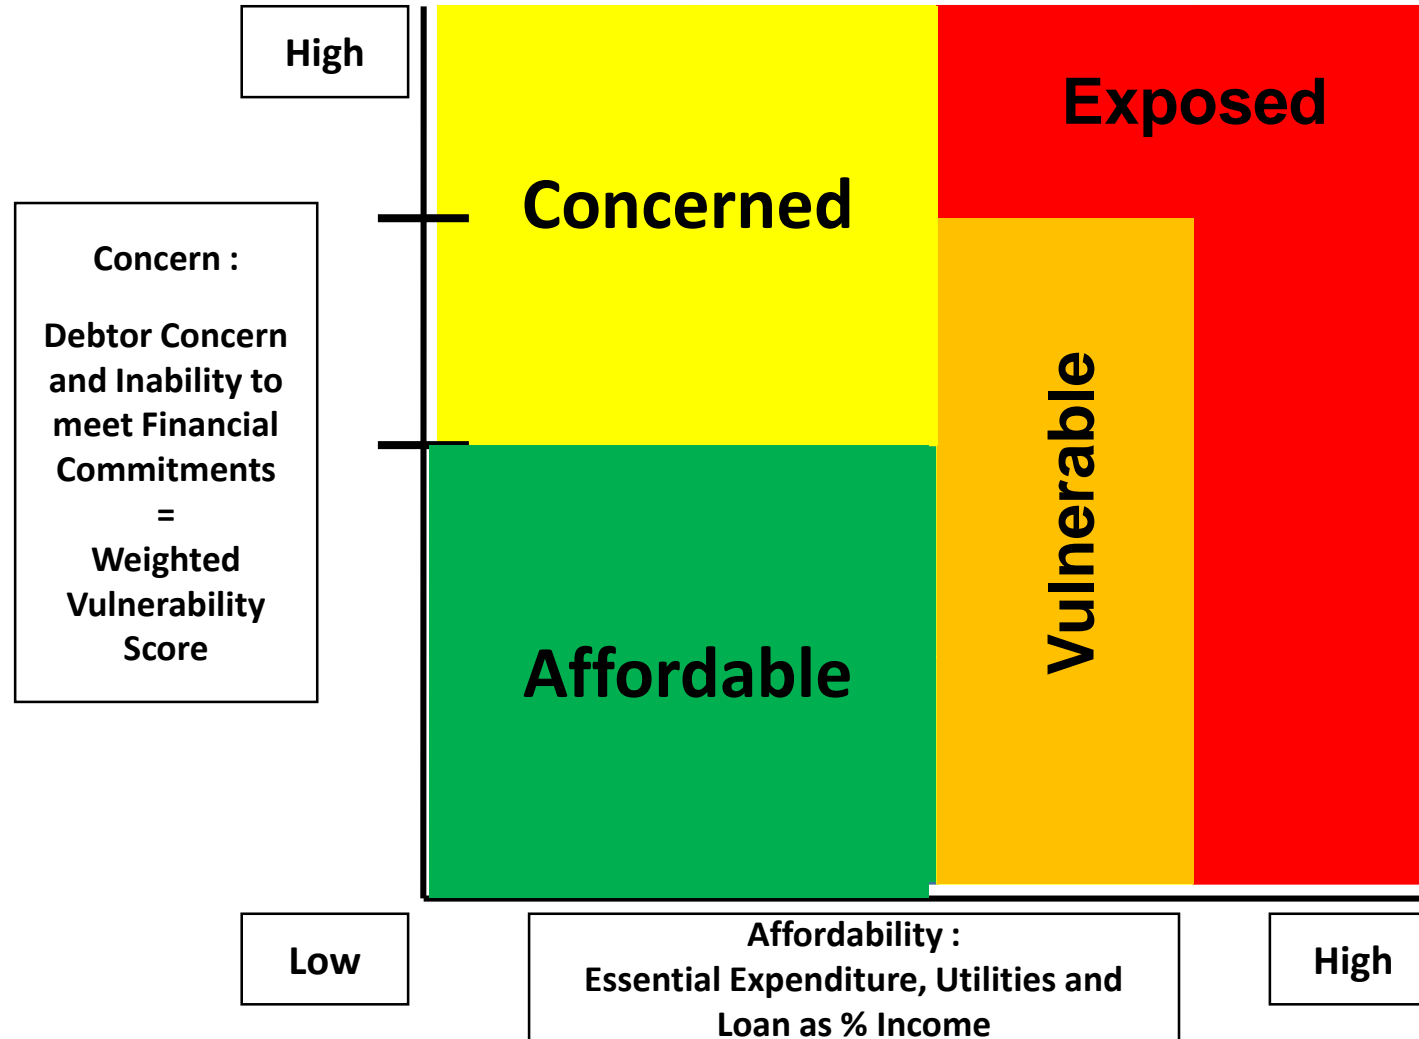 High
Exposed
Concerned
Concern :
Debtor Concern
and Inability to
meet Financial
Commitments
=
Weighted
Vulnerability
Score
Vulnerable
Affordable
Low
Affordability :
Essential Expenditure, Utilities and
Loan as % Income
High